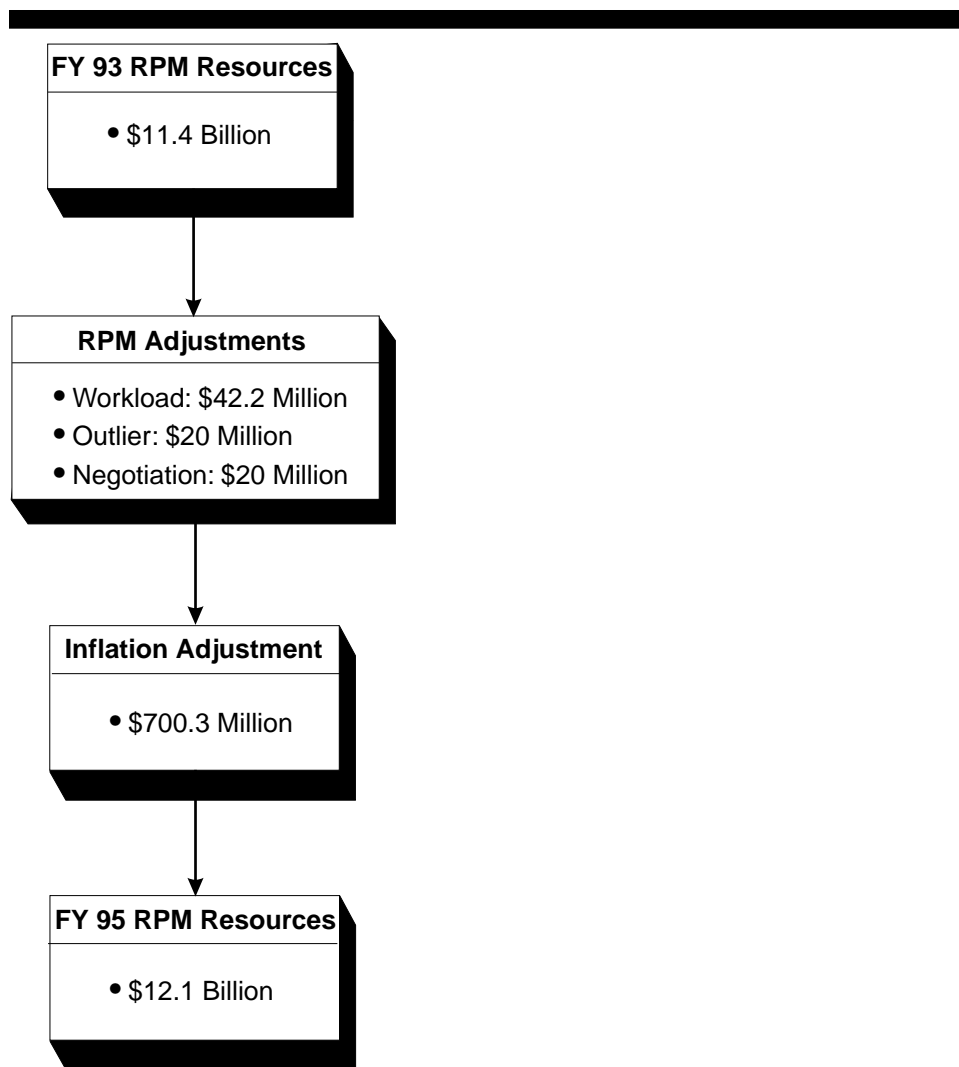 FY 93 RPM Resources
• $11.4 Billion
RPM Adjustments
• Workload: $42.2 Million
• Outlier: $20 Million
• Negotiation: $20 Million
Inflation Adjustment
• $700.3 Million
FY 95 RPM Resources
• $12.1 Billion